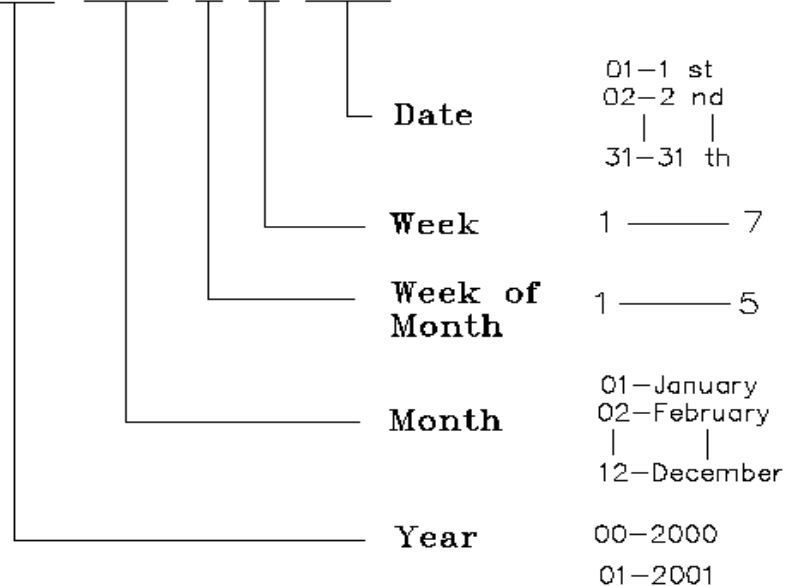 Date
01-1 st
02-2 nd
31-31 th
Week
1 7
Week of
Month
1 5
Month
01-January
02-February
12-December
Year
00-2000
01-2001